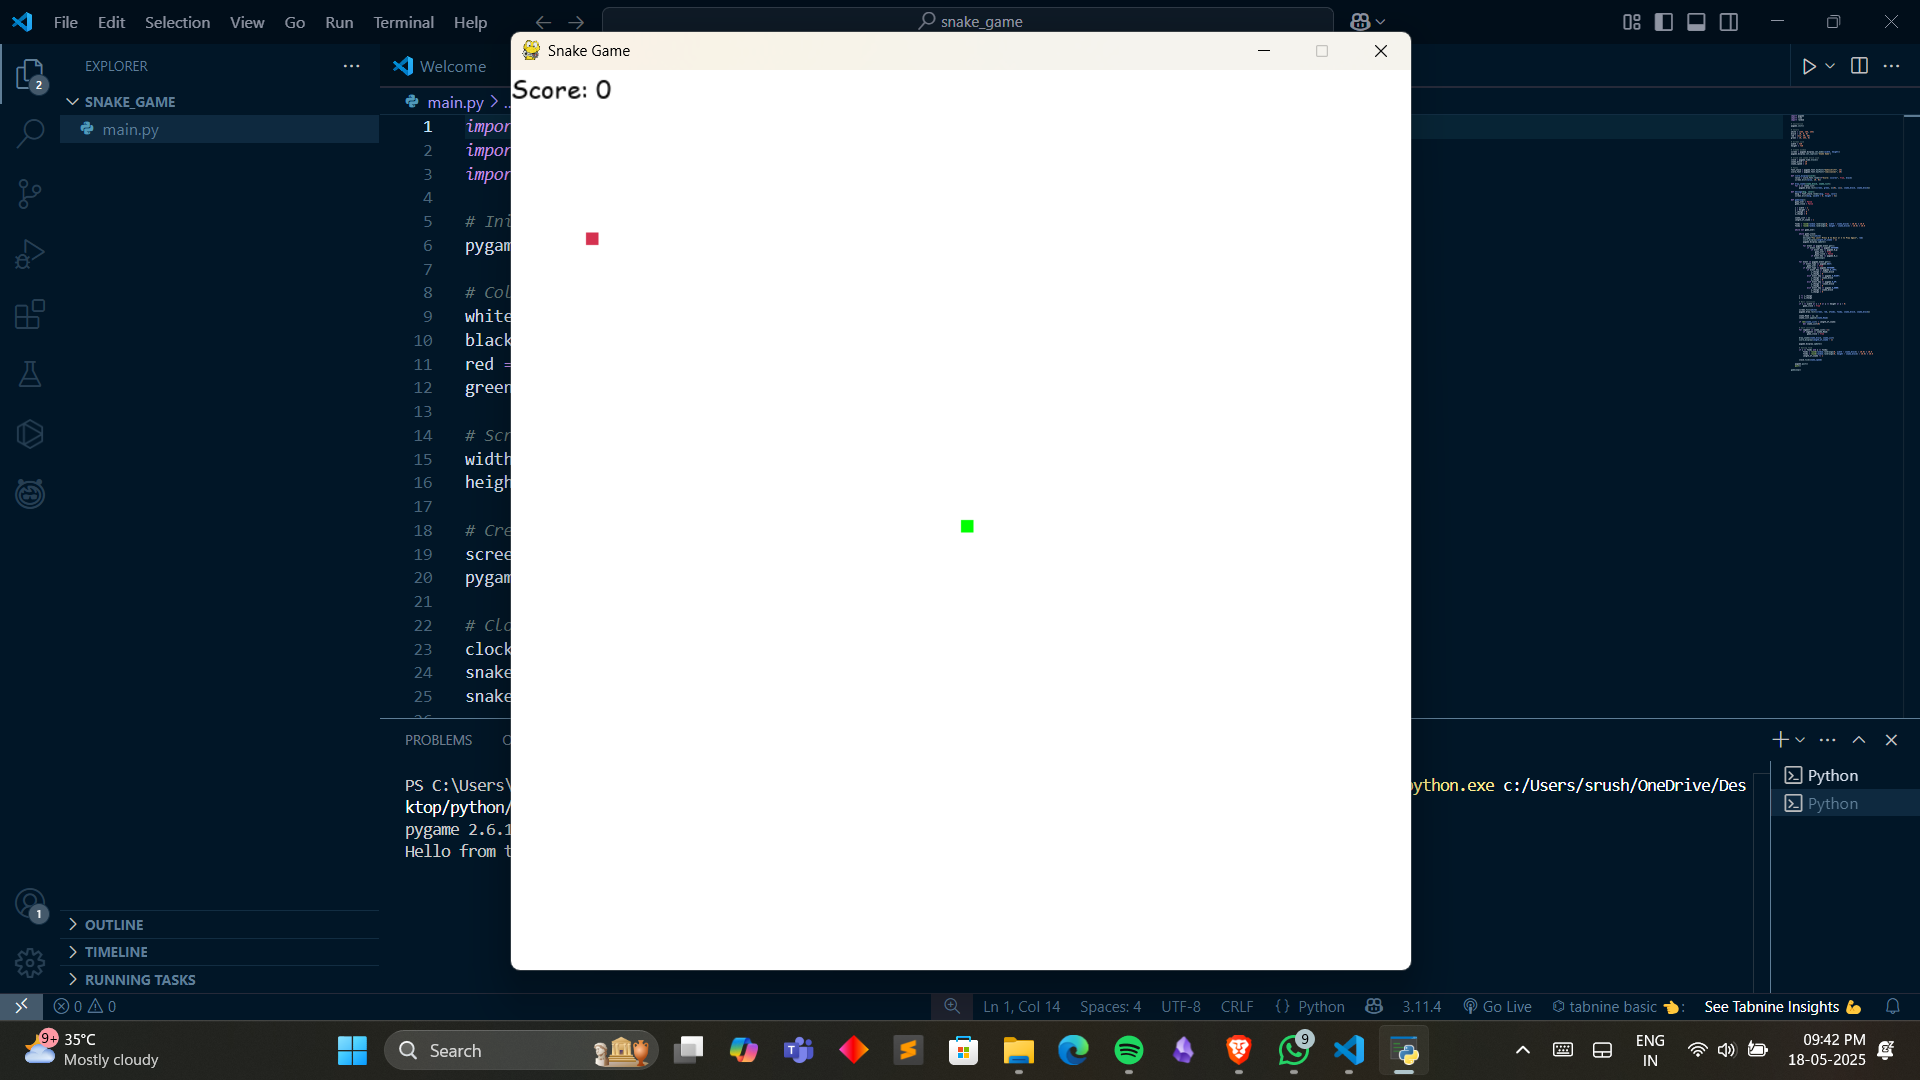 File Edit Selection View Go Run Terminal Help
snake_game
EXPLORER
2
SNAKE_GAME
main.py
Welcome
main.py > ..
Snake Game
Score: 0
1 impor
2 impor
3 impor
4
5 # Ini
6 pygam
7
8 # Col
9 white
10 black
11 red =
12 green
13
14 # Scr
15 width
16 heigh
17
18 # Cre
19 scree
20 pygam
21
22 # Clo
23 clock
24 snake
25 snake
26
PROBLEMS O
PS C:\Users\
ython.exe c:/Users/srush/OneDrive/Des
ktop/python/
pygame 2.6.1
Hello from t
Python
Python
1
OUTLINE
TIMELINE
RUNNING TASKS
0 0
Ln 1, Col 14 Spaces: 4 UTF-8 CRLF {} Python 3.11.4 Go Live tabnine basic : See Tabnine Insights
9+
35°C
Mostly cloudy
Search
9
ENG
IN
09:42 PM
18-05-2025